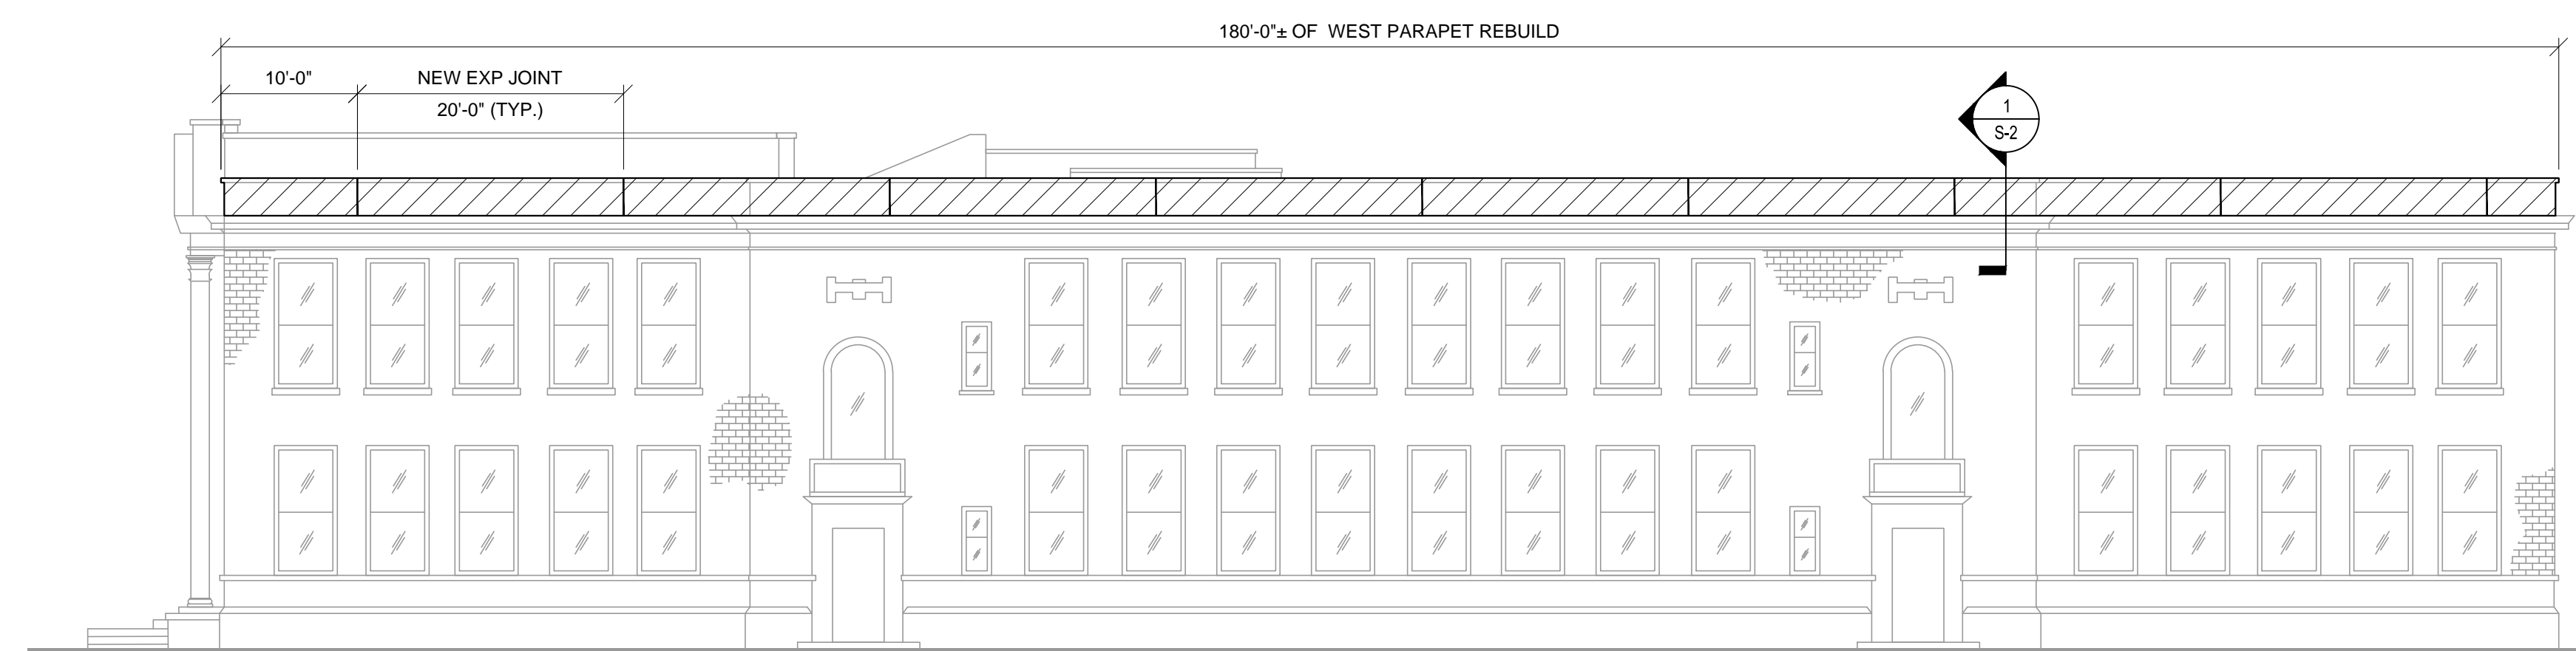 180'-0"± OF WEST PARAPET REBUILD
10'-0"
NEW EXP JOINT
20'-0" (TYP.)
1
S-2